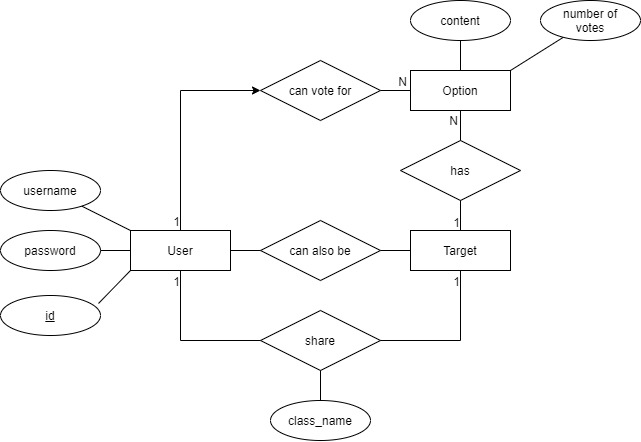 content
number of
votes
can vote for
N
Option
N
has
username
1
1
password
User
can also be
Target
1
1
id
share
class_name